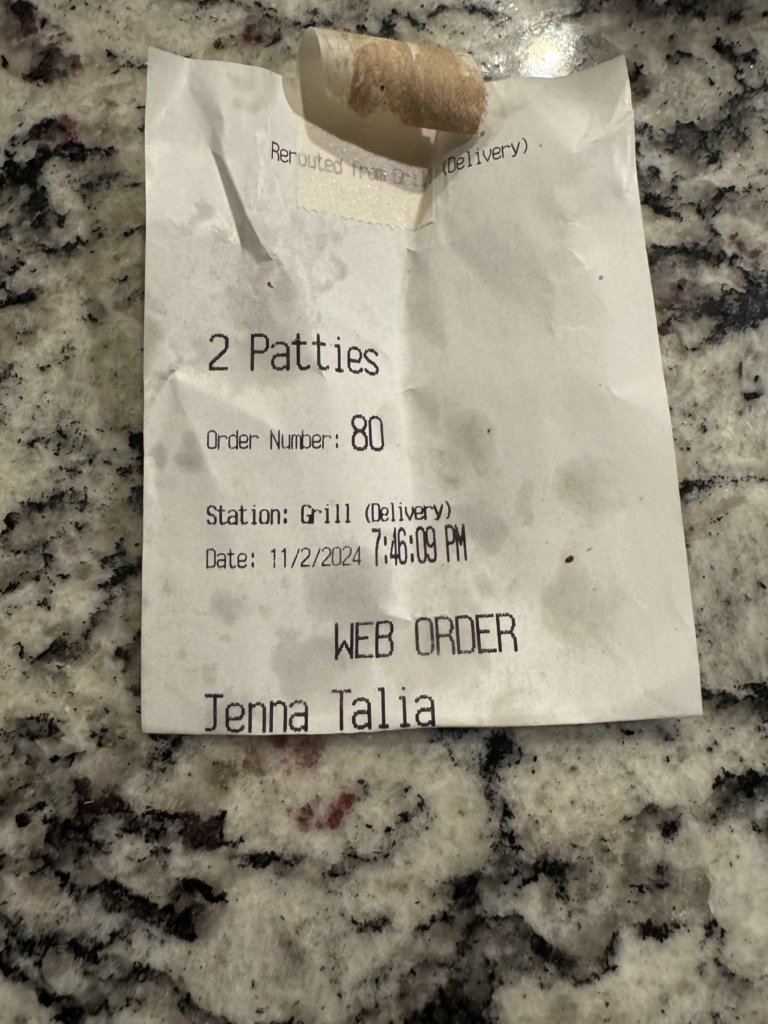 Rerouted from Grill (Delivery)
2 Patties
Order Number: 80
Station: Grill (Delivery)
Date: 11/2/2024 7:46:09 PM
WEB ORDER
Jenna Talia